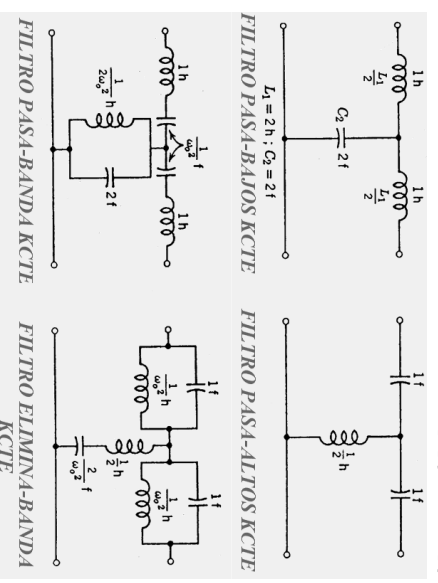 1h 1h
L₁/2 L₁/2
C₂ 2f
L₁ = 2h ; C₂ = 2f
FILTRO PASA-BAJOS KCTE
1f 1f
1/2 h
FILTRO PASA-ALTOS KCTE
1h 1/ω₀² f 1h
1/2ω₀² h 2f
FILTRO PASA-BANDA KCTE
1f 1f
1/ω₀² h 1/ω₀² h
1/2 h
2/ω₀² f
FILTRO ELIMINA-BANDA
KCTE